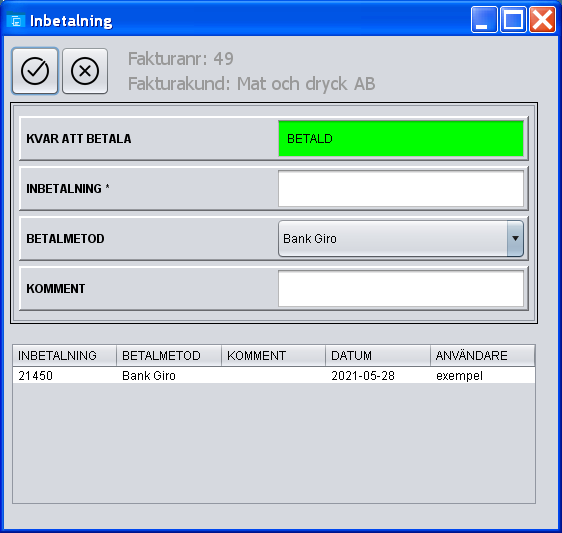 Inbetalning
Fakturanr: 49
Fakturakund: Mat och dryck AB
KVAR ATT BETALA BETALD
INBETALNING *
BETALMETOD Bank Giro
KOMMENT
INBETALNING BETALMETOD KOMMENT DATUM ANVÄNDARE
21450 Bank Giro 2021-05-28 exempel